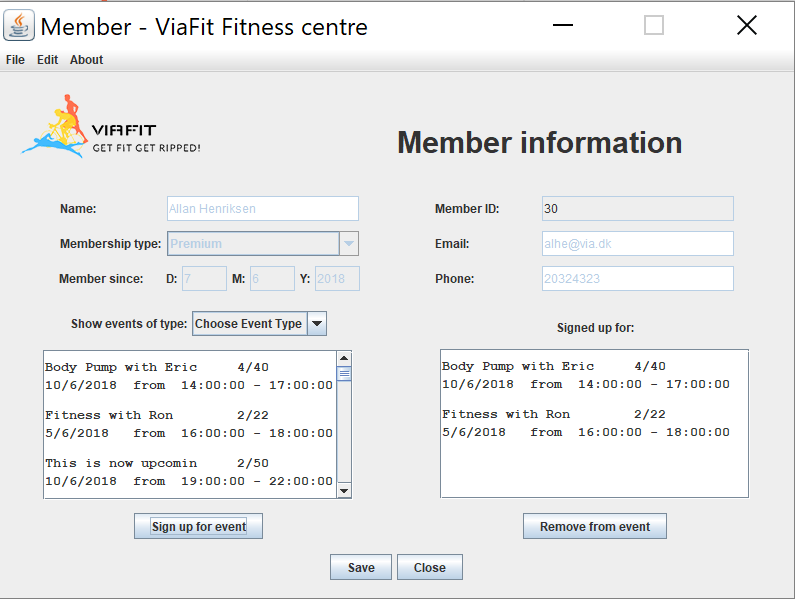 Member - ViaFit Fitness centre
File Edit About
VIAFIT
GET FIT GET RIPPED!
Member information
Name: Allan Henriksen
Member ID: 30
Membership type: Premium
Email: alhe@via.dk
Member since: D: 7 M: 6 Y: 2018
Phone: 20324323
Show events of type: Choose Event Type
Signed up for:
Body Pump with Eric 4/40
10/6/2018 from 14:00:00 - 17:00:00
Fitness with Ron 2/22
5/6/2018 from 16:00:00 - 18:00:00
This is now upcomin 2/50
10/6/2018 from 19:00:00 - 22:00:00
Body Pump with Eric 4/40
10/6/2018 from 14:00:00 - 17:00:00
Fitness with Ron 2/22
5/6/2018 from 16:00:00 - 18:00:00
Sign up for event
Remove from event
Save Close